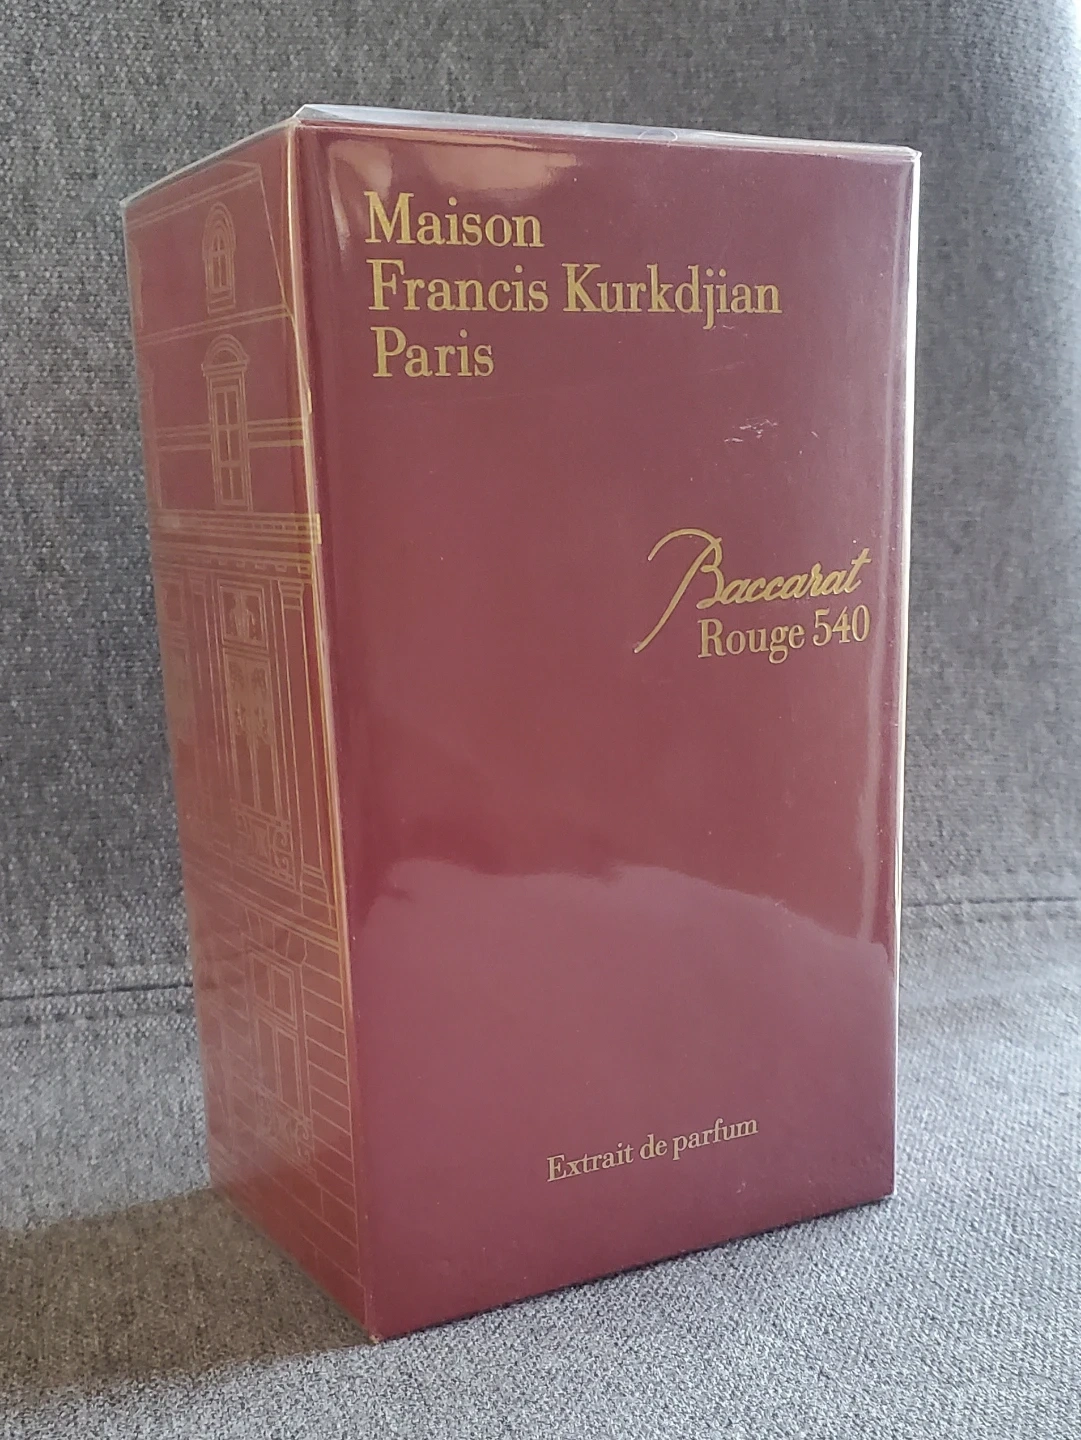 Maison
Francis Kurkdjian
Paris
Baccarat
Rouge 540
Extrait de parfum